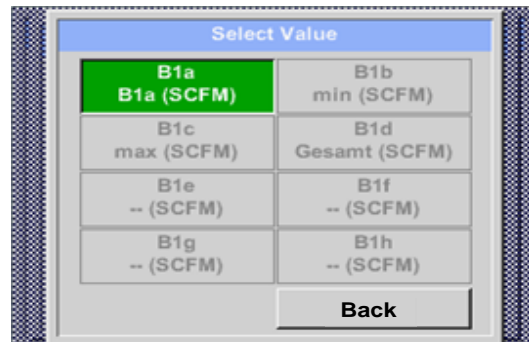 Select Value
B1a
B1a (SCFM)
B1b
min (SCFM)
B1c
max (SCFM)
B1d
Gesamt (SCFM)
B1e
-- (SCFM)
B1f
-- (SCFM)
B1g
-- (SCFM)
B1h
-- (SCFM)
Back